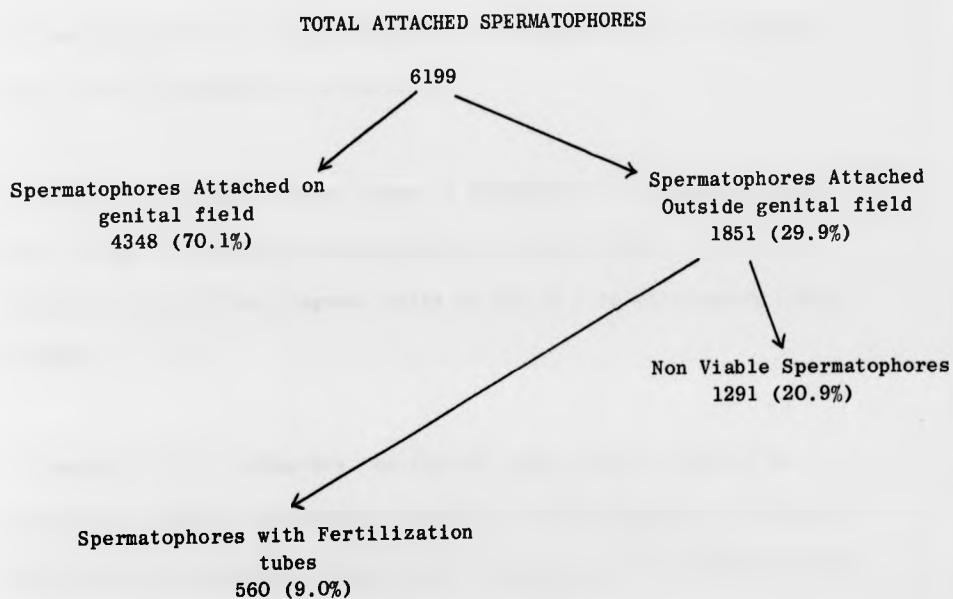 TOTAL ATTACHED SPERMATOPHORES
6199
Spermatophores Attached on
genital field
4348 (70.1%)
Spermatophores Attached
Outside genital field
1851 (29.9%)
Non Viable Spermatophores
1291 (20.9%)
Spermatophores with Fertilization
tubes
560 (9.0%)